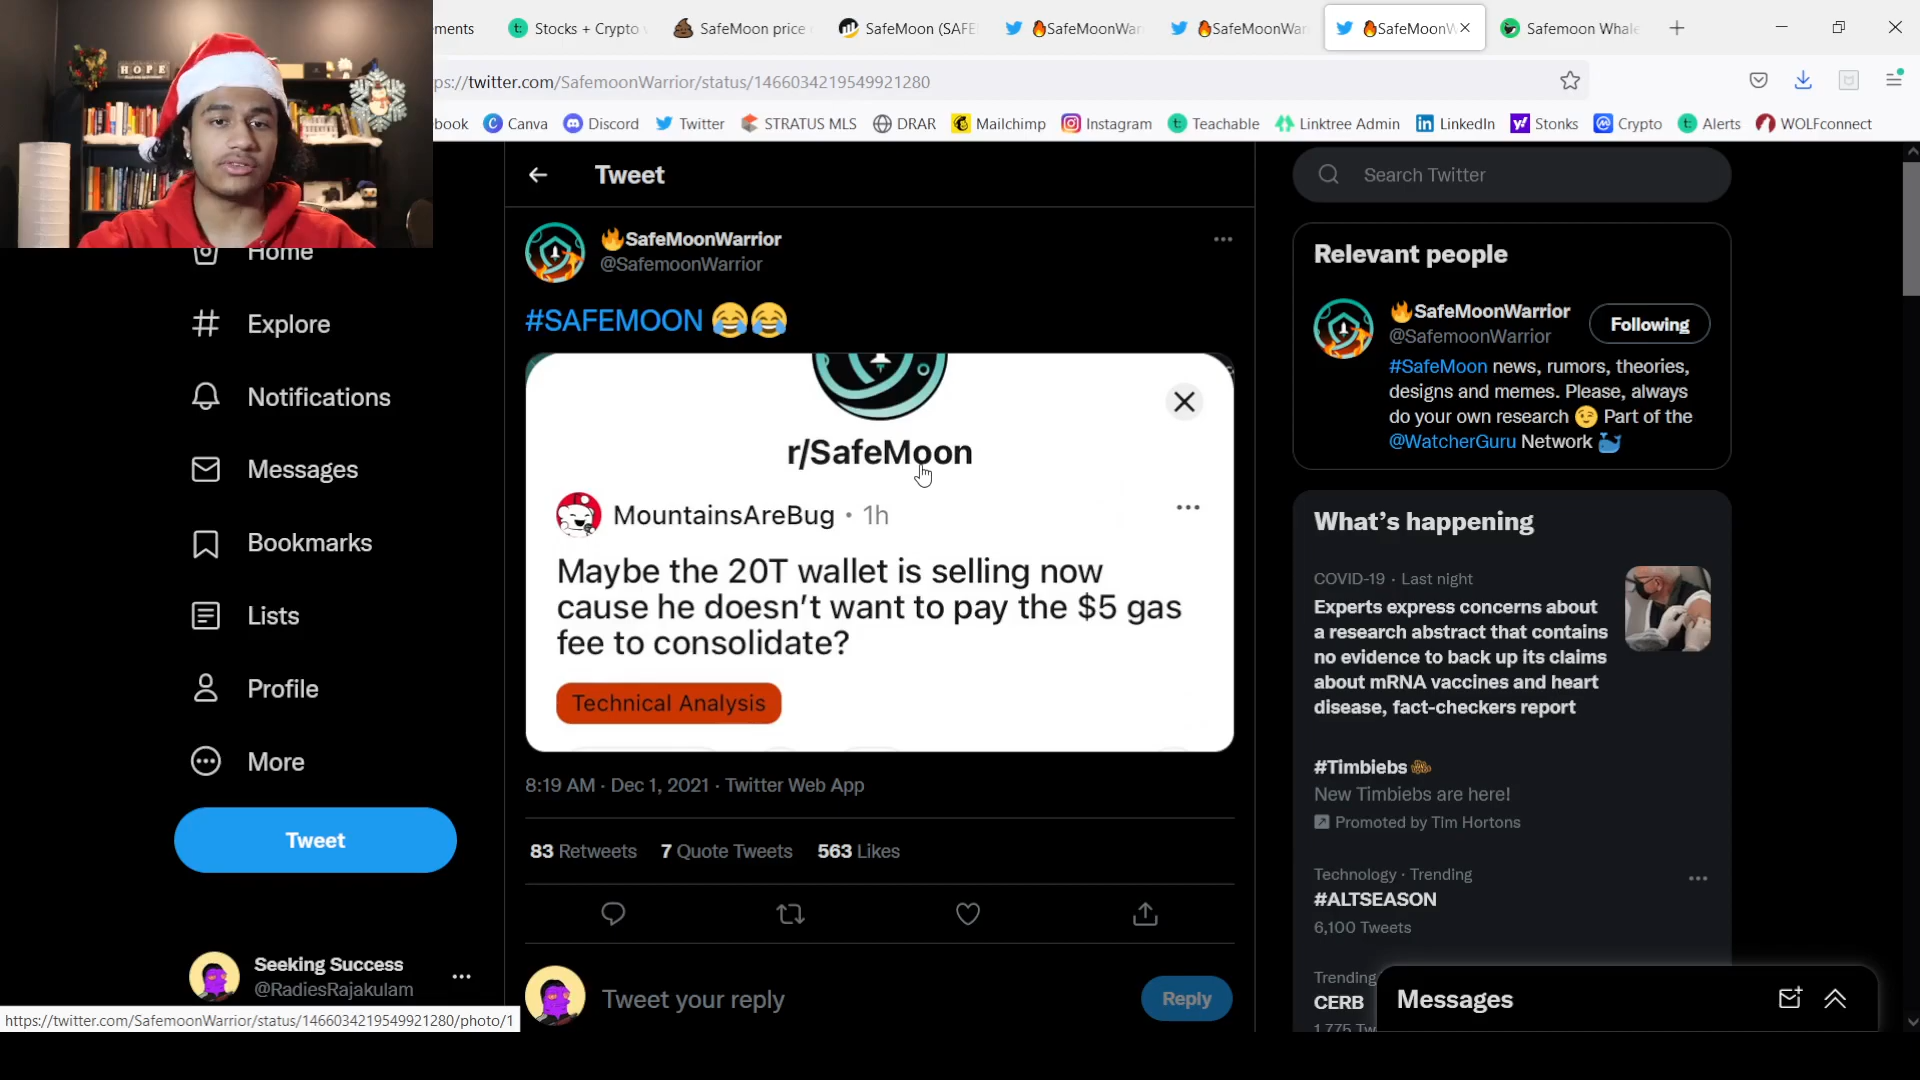 HOPE
ments
Stocks + Crypto
SafeMoon price
SafeMoon (SAFE
🔥SafeMoonWar
🔥SafeMoonWar
🔥SafeMoonW
Safemoon Whale
ps://twitter.com/SafemoonWarrior/status/1466034219549921280
book
Canva
Discord
Twitter
STRATUS MLS
DRAR
Mailchimp
Instagram
Teachable
Linktree Admin
LinkedIn
Stonks
Crypto
Alerts
WOLFconnect
Home
Explore
Notifications
Messages
Bookmarks
Lists
Profile
More
Tweet
Seeking Success
@RadiesRajakulam
https://twitter.com/SafemoonWarrior/status/1466034219549921280/photo/1
Tweet
🔥SafeMoonWarrior
@SafemoonWarrior
#SAFEMOON 😂😂
r/SafeMoon
MountainsAreBug · 1h
Maybe the 20T wallet is selling now
cause he doesn't want to pay the $5 gas
fee to consolidate?
Technical Analysis
8:19 AM · Dec 1, 2021 · Twitter Web App
83 Retweets 7 Quote Tweets 563 Likes
Tweet your reply
Reply
Search Twitter
Relevant people
🔥SafeMoonWarrior
@SafemoonWarrior
Following
#SafeMoon news, rumors, theories,
designs and memes. Please, always
do your own research 😉 Part of the
@WatcherGuru Network 🐳
What's happening
COVID-19 · Last night
Experts express concerns about
a research abstract that contains
no evidence to back up its claims
about mRNA vaccines and heart
disease, fact-checkers report
#Timbiebs
New Timbiebs are here!
Promoted by Tim Hortons
Technology · Trending
#ALTSEASON
6,100 Tweets
Trending
CERB
1,775 Tw
Messages